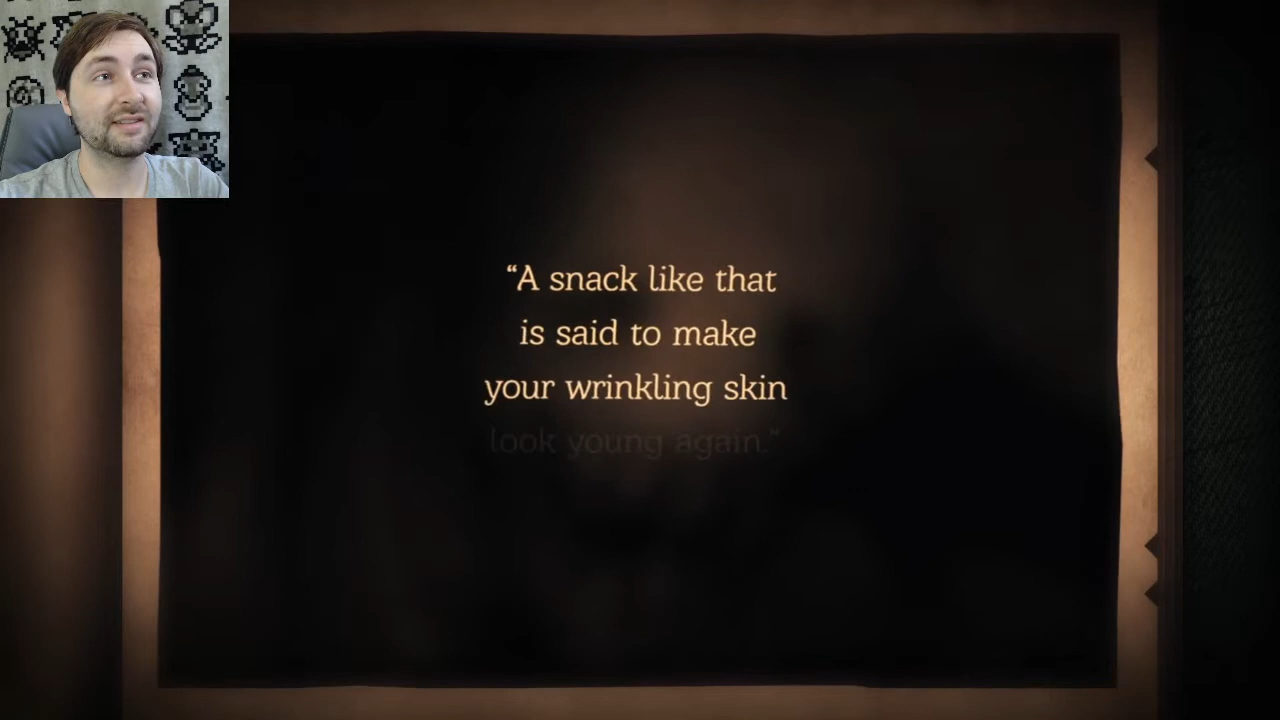 “A snack like that
is said to make
your wrinkling skin
look young again.”